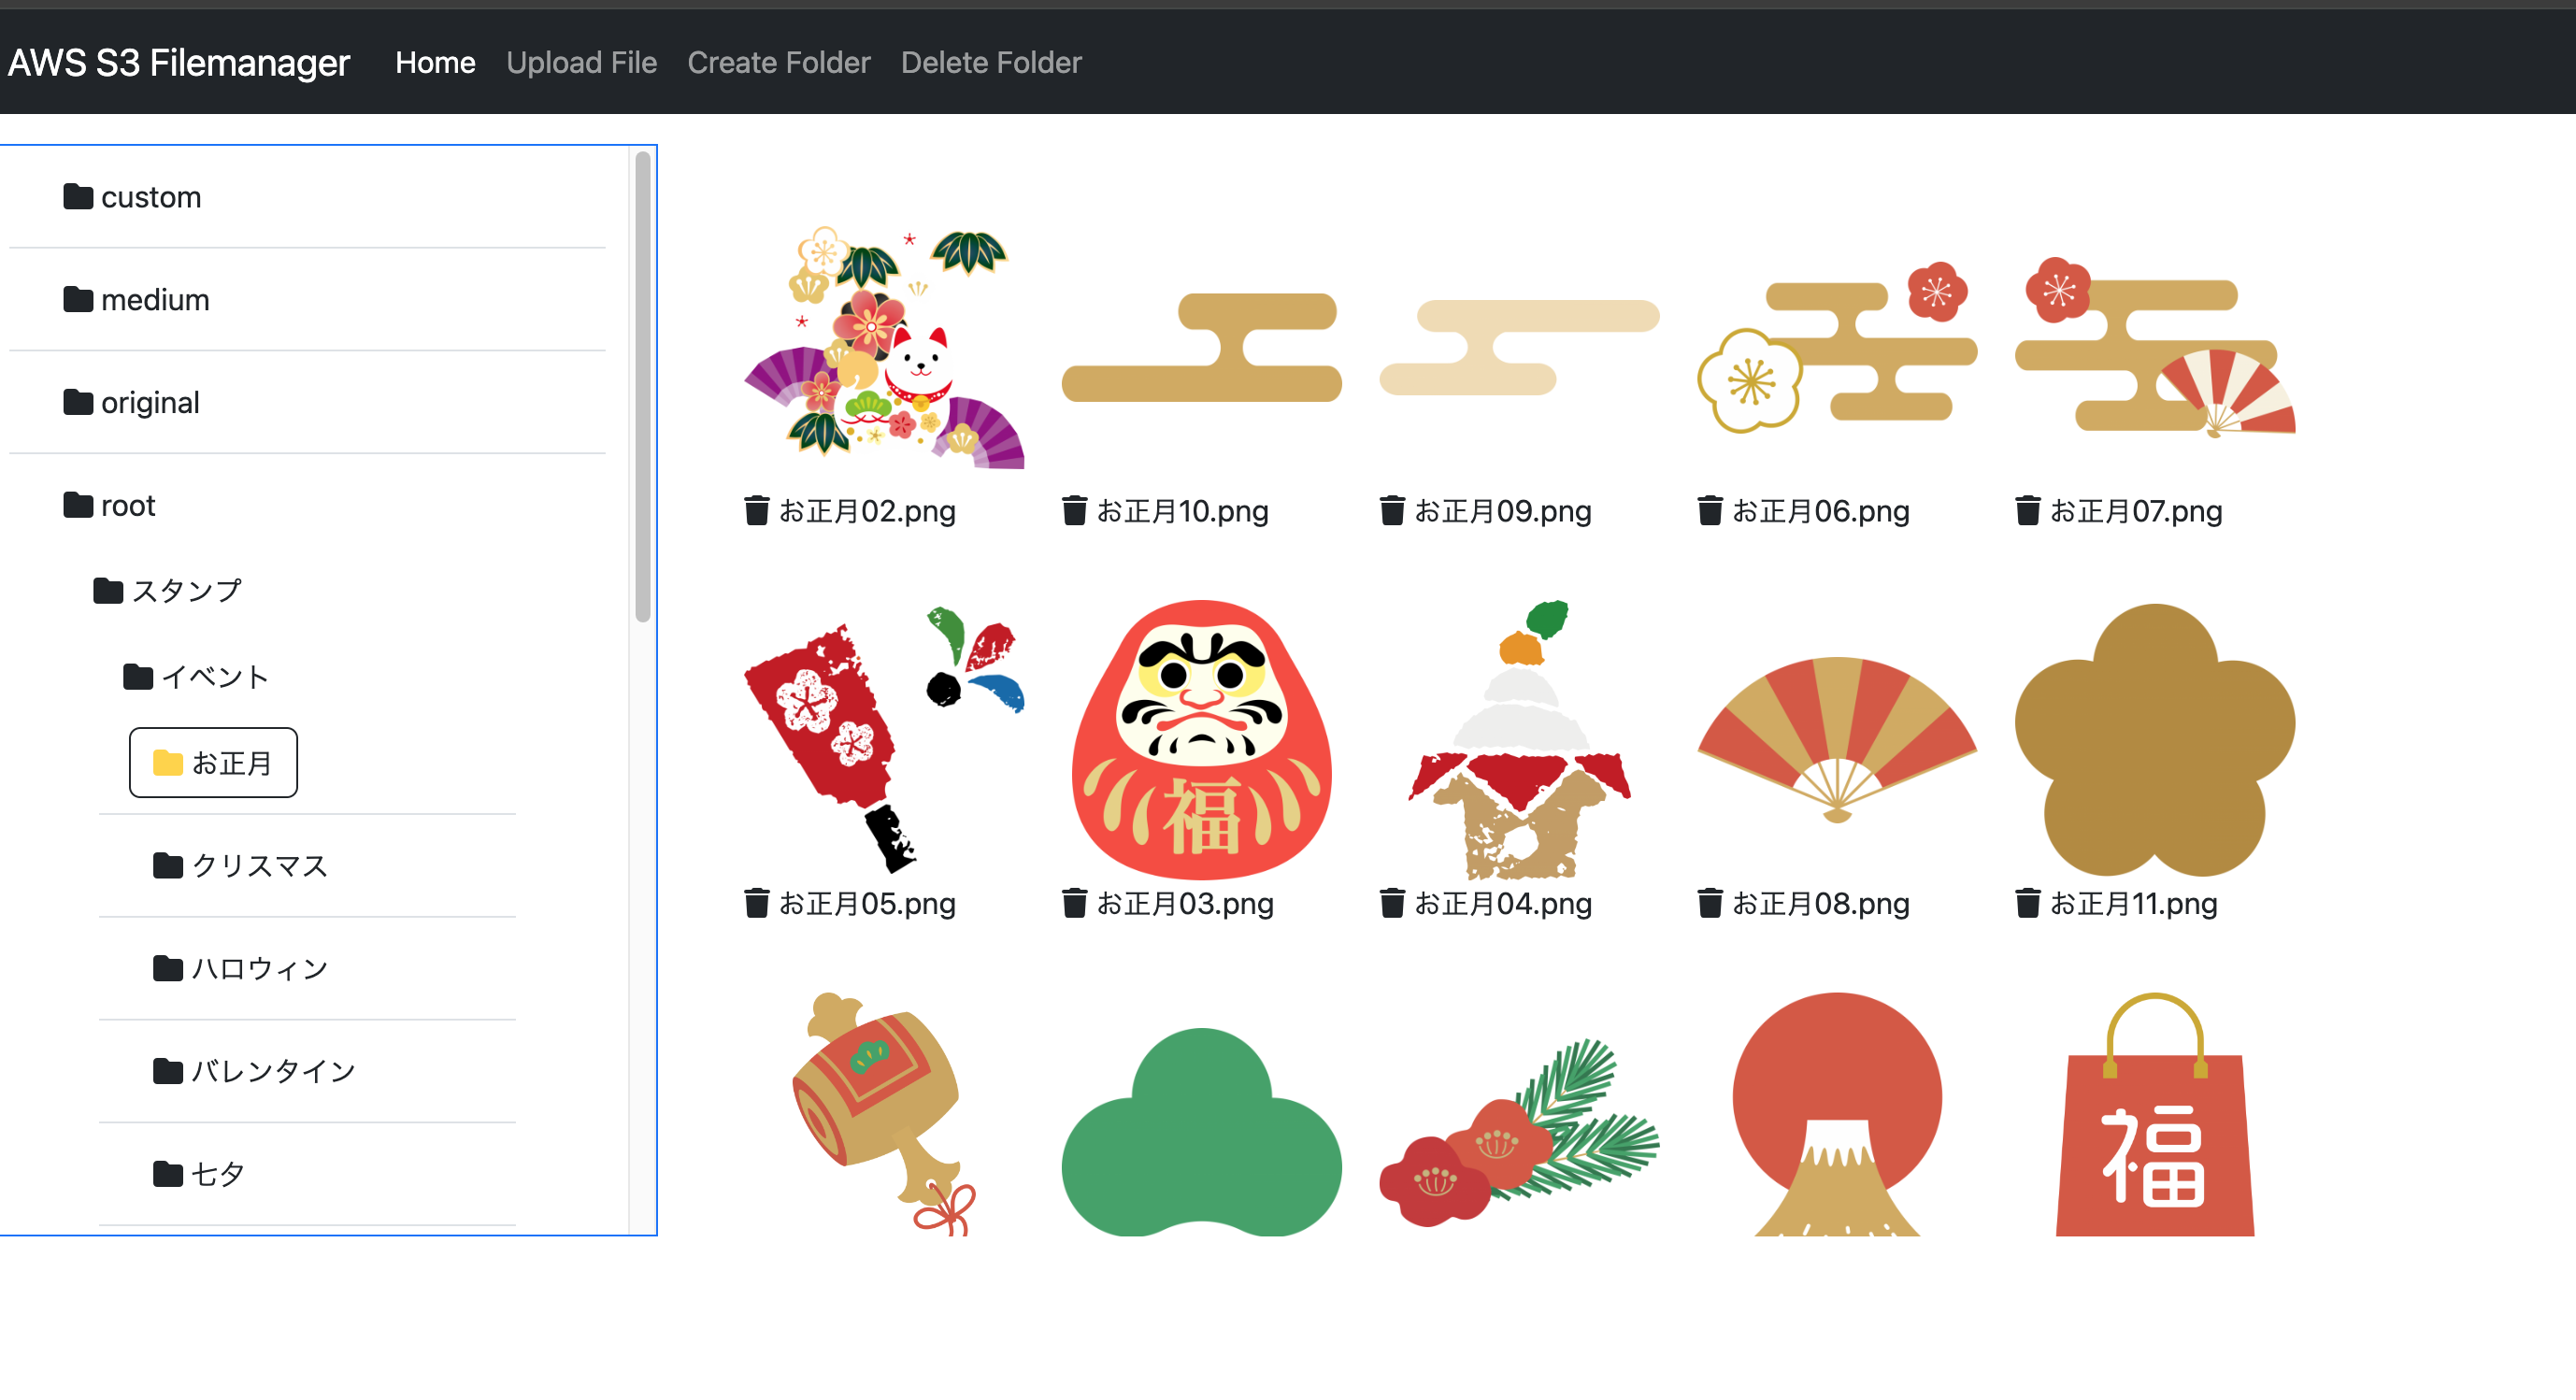 AWS S3 Filemanager Home Upload File Create Folder Delete Folder
custom
medium
original
root
スタンプ
イベント
お正月
クリスマス
ハロウィン
バレンタイン
七夕
お正月02.png お正月10.png お正月09.png お正月06.png お正月07.png
福
お正月05.png お正月03.png お正月04.png お正月08.png お正月11.png
福